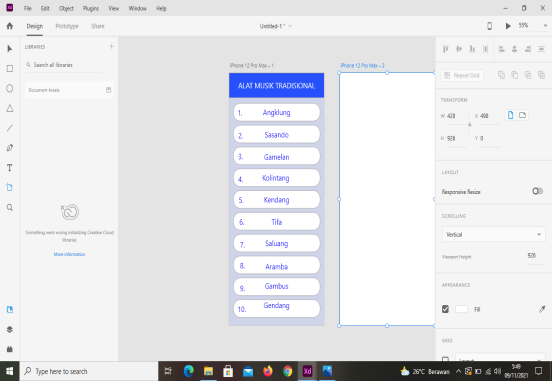 Xd File Edit Object Plugins View Window Help
Design Prototype Share Untitled-1 * 55%
LIBRARIES
Search all libraries
Document Assets
Something went wrong initializing Creative Cloud
libraries
More information
iPhone 12 Pro Max – 1
ALAT MUSIK TRADISIONAL
1. Angklung
2. Sasando
3. Gamelan
4. Kolintang
5. Kendang
6. Tifa
7. Saluang
8. Aramba
9. Gambus
10. Gendang
iPhone 12 Pro Max – 2
Repeat Grid
TRANSFORM
W 428 X 498
H 926 Y 0
LAYOUT
Responsive Resize
SCROLLING
Vertical
Viewport Height 926
APPEARANCE
Fill
GRID
Type here to search
Xd
26°C Berawan
5:49
09/11/2021